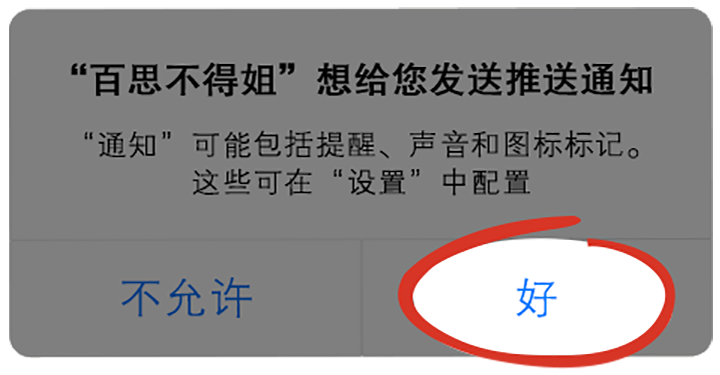 “百思不得姐”想给您发送推送通知
“通知”可能包括提醒、声音和图标标记。
这些可在“设置”中配置
不允许
好